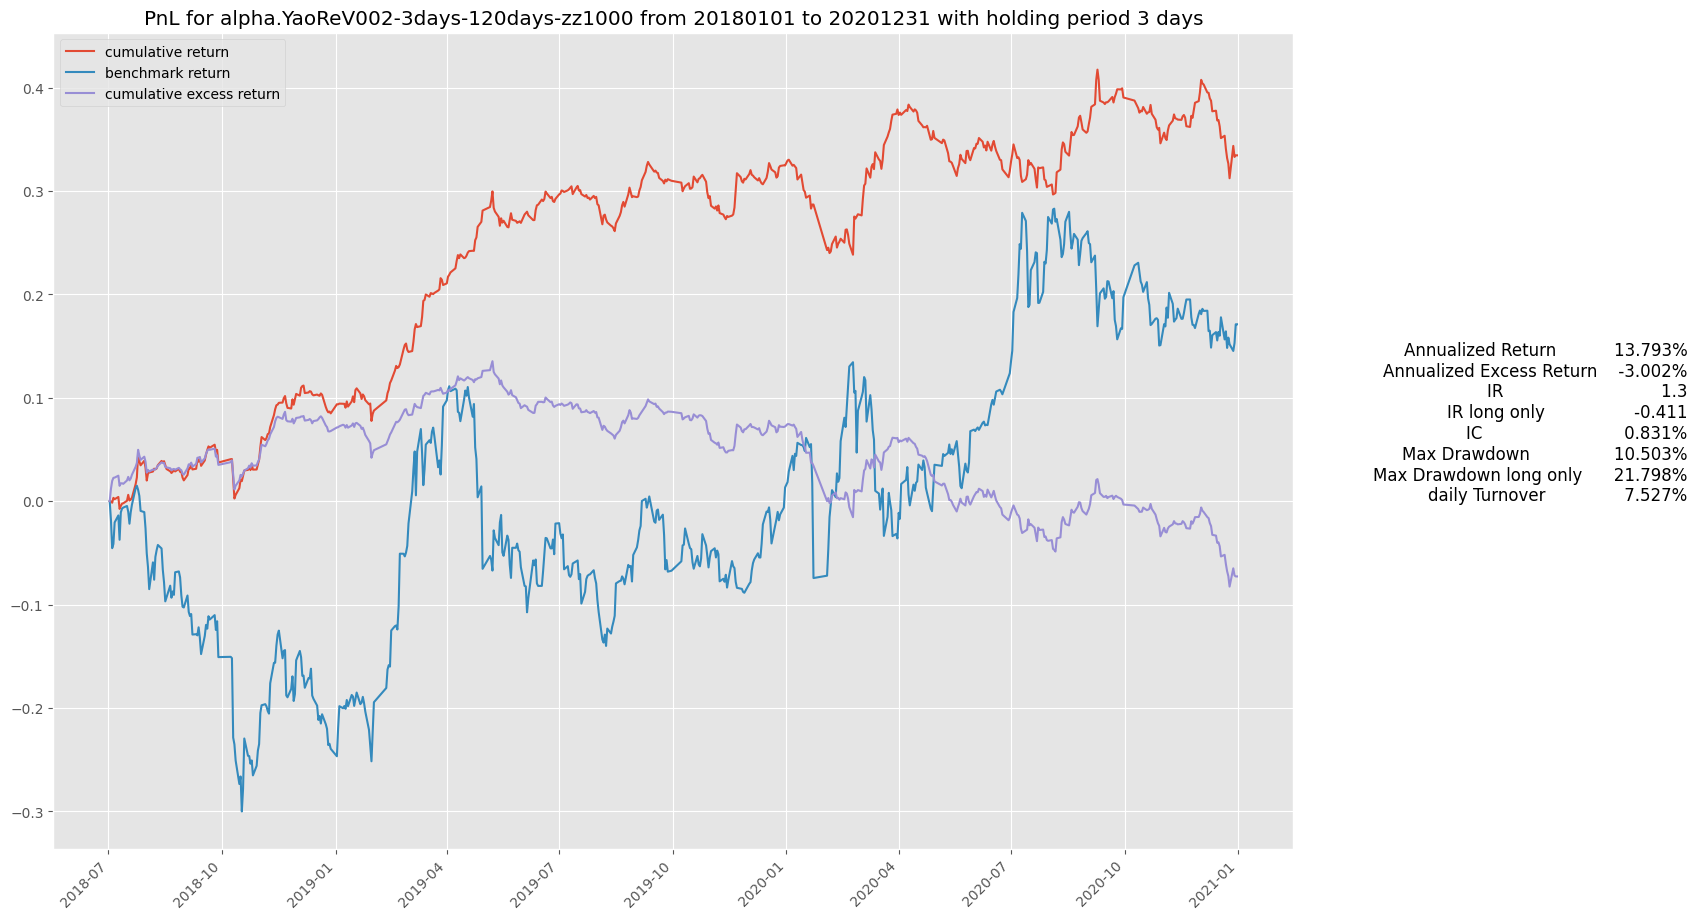 PnL for alpha.YaoReV002-3days-120days-zz1000 from 20180101 to 20201231 with holding period 3 days
cumulative return
benchmark return
cumulative excess return
0.4
0.3
0.2
0.1
0.0
−0.1
−0.2
−0.3
2018-07
2018-10
2019-01
2019-04
2019-07
2019-10
2020-01
2020-04
2020-07
2020-10
2021-01
Annualized Return 13.793%
Annualized Excess Return -3.002%
IR 1.3
IR long only -0.411
IC 0.831%
Max Drawdown 10.503%
Max Drawdown long only 21.798%
daily Turnover 7.527%